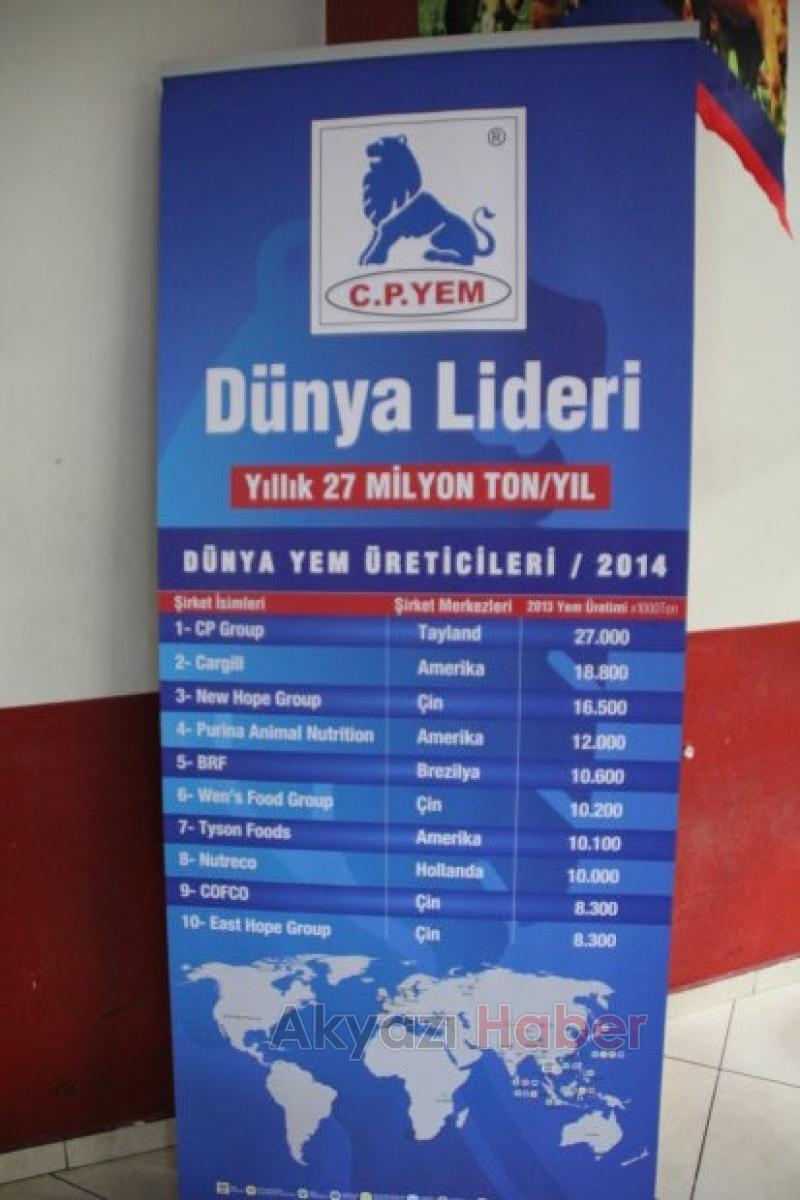 ®
C.P.YEM
Dünya Lideri
Yıllık 27 MİLYON TON/YIL
DÜNYA YEM ÜRETİCİLERİ / 2014
Şirket İsimleri Şirket Merkezleri 2013 Yem Üretimi x1000Ton
1- CP Group Tayland 27.000
2- Cargill Amerika 18.800
3- New Hope Group Çin 16.500
4- Purina Animal Nutrition Amerika 12.000
5- BRF Brezilya 10.600
6- Wen's Food Group Çin 10.200
7- Tyson Foods Amerika 10.100
8- Nutreco Hollanda 10.000
9- COFCO Çin 8.300
10- East Hope Group Çin 8.300
Akyazı Haber